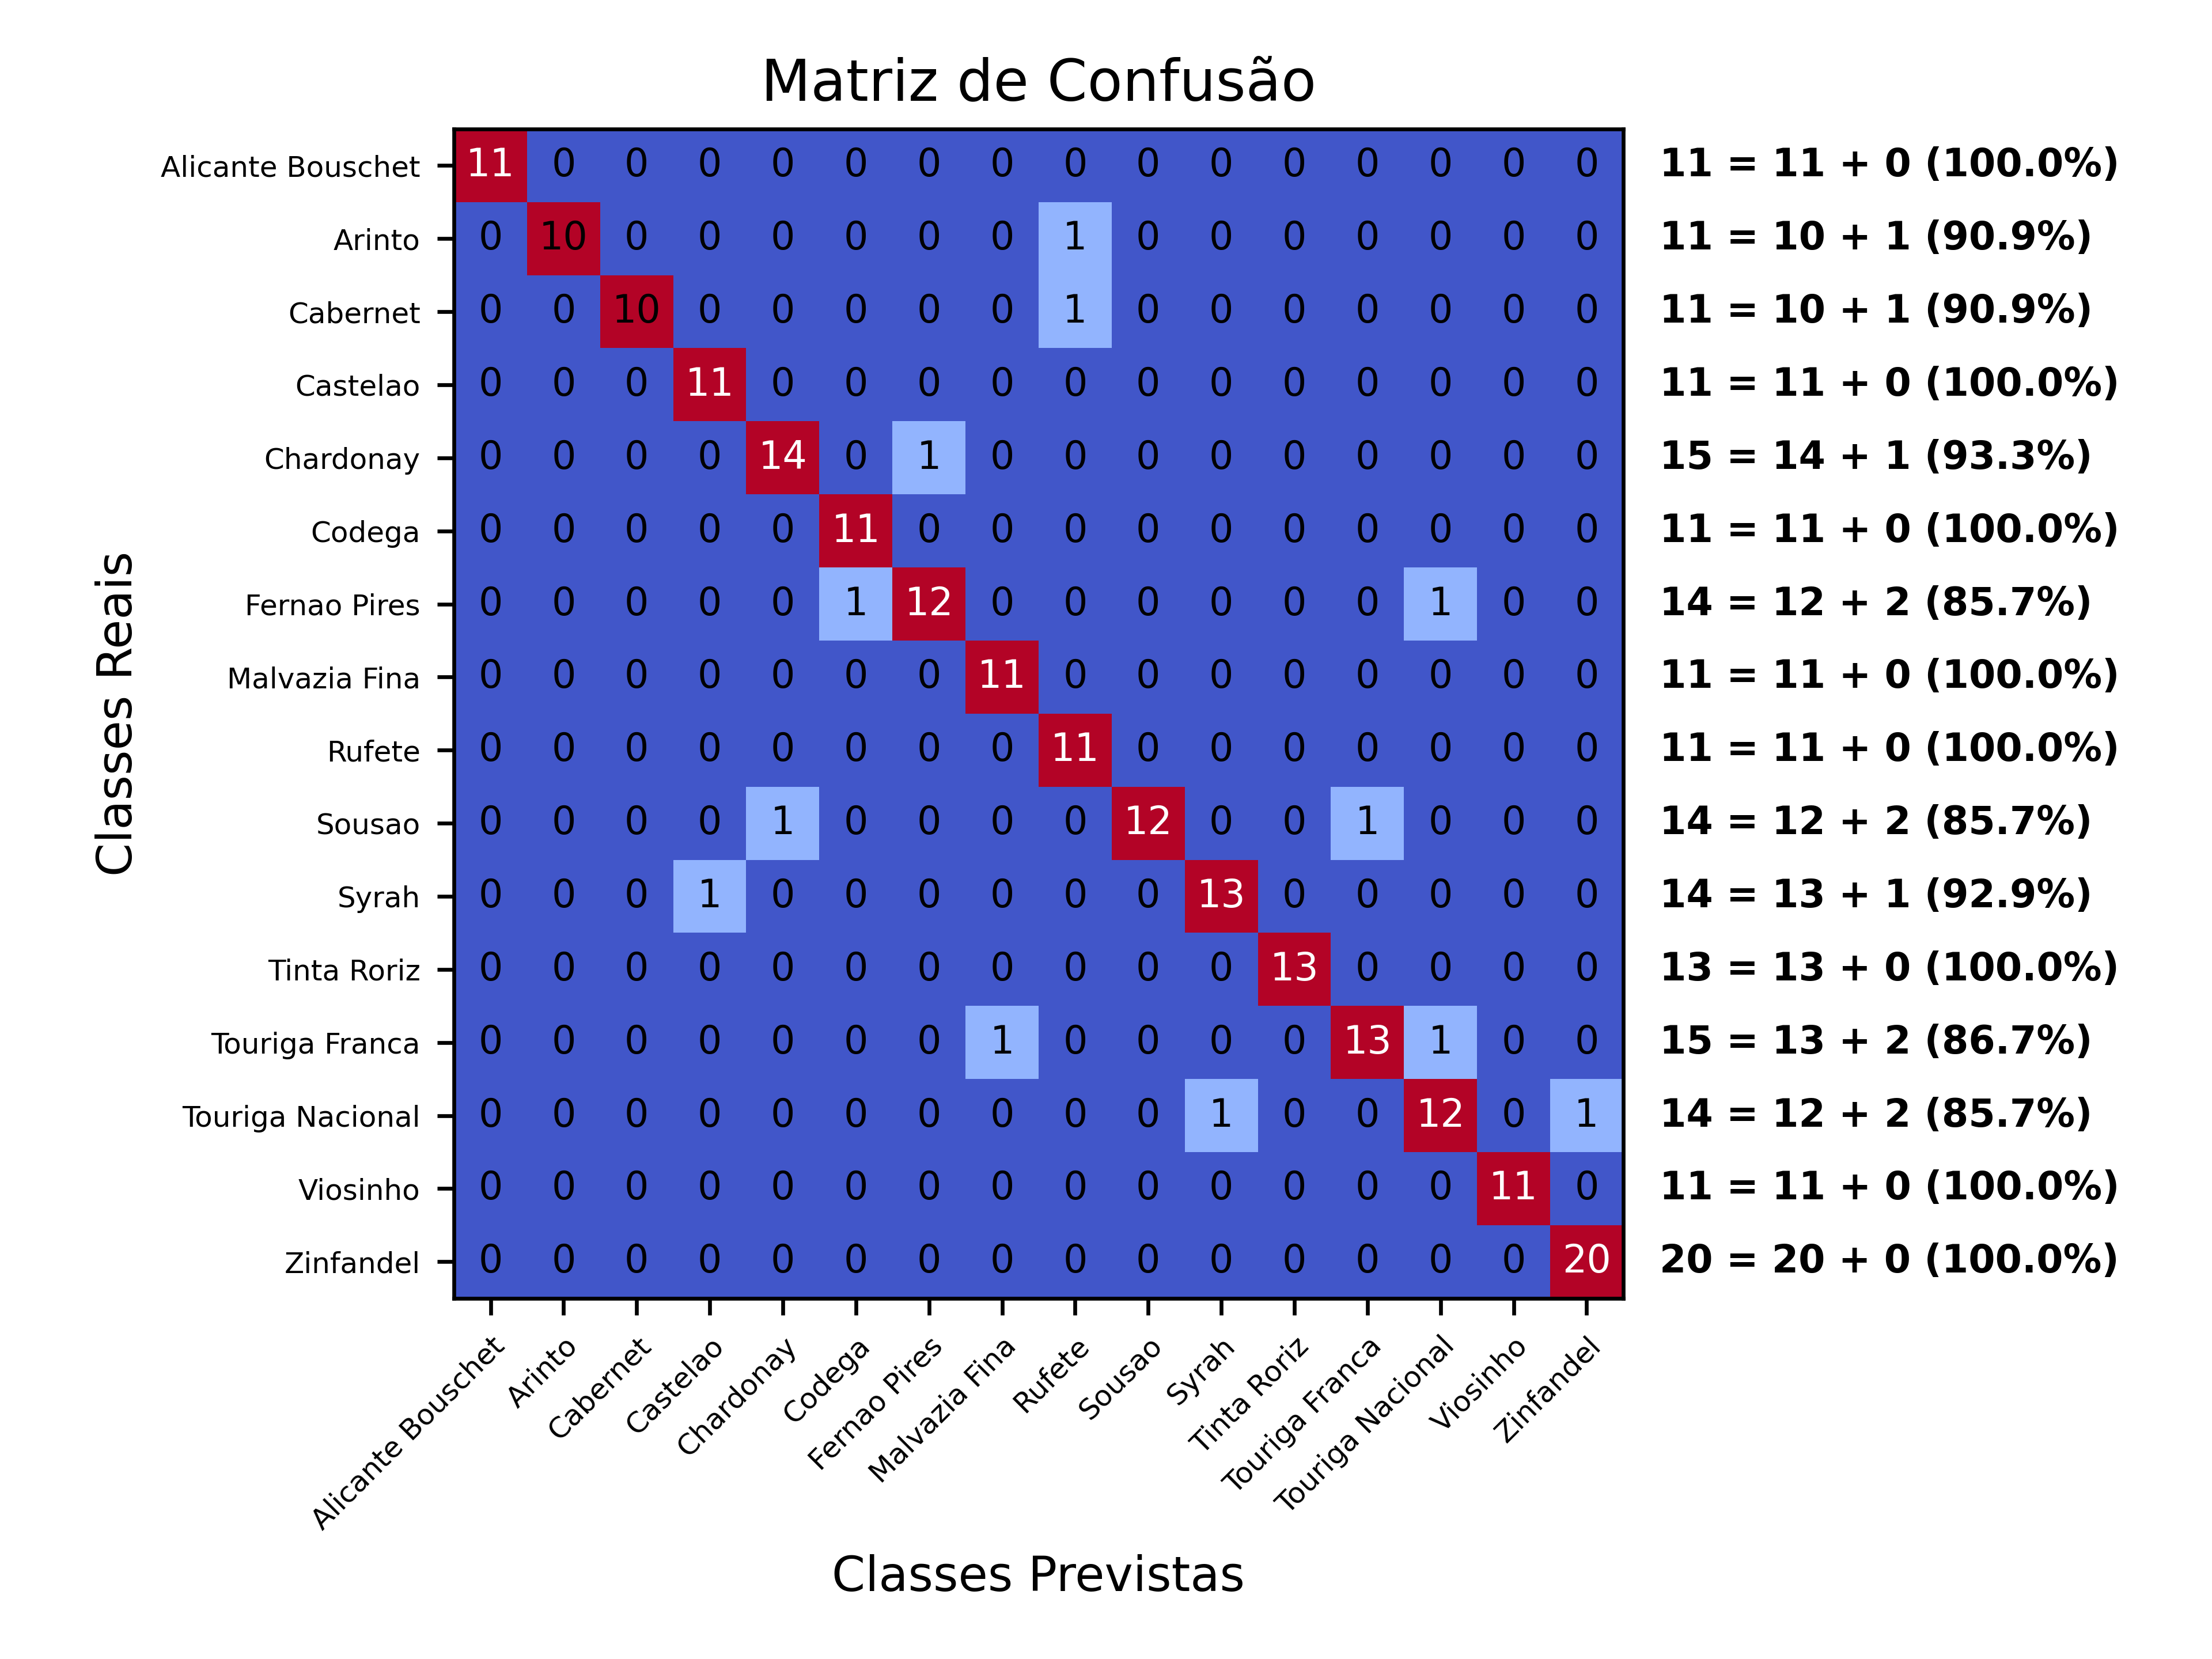 Matriz de Confusão
Alicante Bouschet 11 0 0 0 0 0 0 0 0 0 0 0 0 0 0 0 11 = 11 + 0 (100.0%)
Arinto 0 10 0 0 0 0 0 0 1 0 0 0 0 0 0 0 11 = 10 + 1 (90.9%)
Cabernet 0 0 10 0 0 0 0 0 1 0 0 0 0 0 0 0 11 = 10 + 1 (90.9%)
Castelao 0 0 0 11 0 0 0 0 0 0 0 0 0 0 0 0 11 = 11 + 0 (100.0%)
Chardonay 0 0 0 0 14 0 1 0 0 0 0 0 0 0 0 0 15 = 14 + 1 (93.3%)
Codega 0 0 0 0 0 11 0 0 0 0 0 0 0 0 0 0 11 = 11 + 0 (100.0%)
Fernao Pires 0 0 0 0 0 1 12 0 0 0 0 0 0 1 0 0 14 = 12 + 2 (85.7%)
Malvazia Fina 0 0 0 0 0 0 0 11 0 0 0 0 0 0 0 0 11 = 11 + 0 (100.0%)
Rufete 0 0 0 0 0 0 0 0 11 0 0 0 0 0 0 0 11 = 11 + 0 (100.0%)
Sousao 0 0 0 0 1 0 0 0 0 12 0 0 1 0 0 0 14 = 12 + 2 (85.7%)
Syrah 0 0 0 1 0 0 0 0 0 0 13 0 0 0 0 0 14 = 13 + 1 (92.9%)
Tinta Roriz 0 0 0 0 0 0 0 0 0 0 0 13 0 0 0 0 13 = 13 + 0 (100.0%)
Touriga Franca 0 0 0 0 0 0 0 1 0 0 0 0 13 1 0 0 15 = 13 + 2 (86.7%)
Touriga Nacional 0 0 0 0 0 0 0 0 0 0 1 0 0 12 0 1 14 = 12 + 2 (85.7%)
Viosinho 0 0 0 0 0 0 0 0 0 0 0 0 0 0 11 0 11 = 11 + 0 (100.0%)
Zinfandel 0 0 0 0 0 0 0 0 0 0 0 0 0 0 0 20 20 = 20 + 0 (100.0%)
Classes Reais
Alicante Bouschet
Arinto
Cabernet
Castelao
Chardonay
Codega
Fernao Pires
Malvazia Fina
Rufete
Sousao
Syrah
Tinta Roriz
Touriga Franca
Touriga Nacional
Viosinho
Zinfandel
Classes Previstas